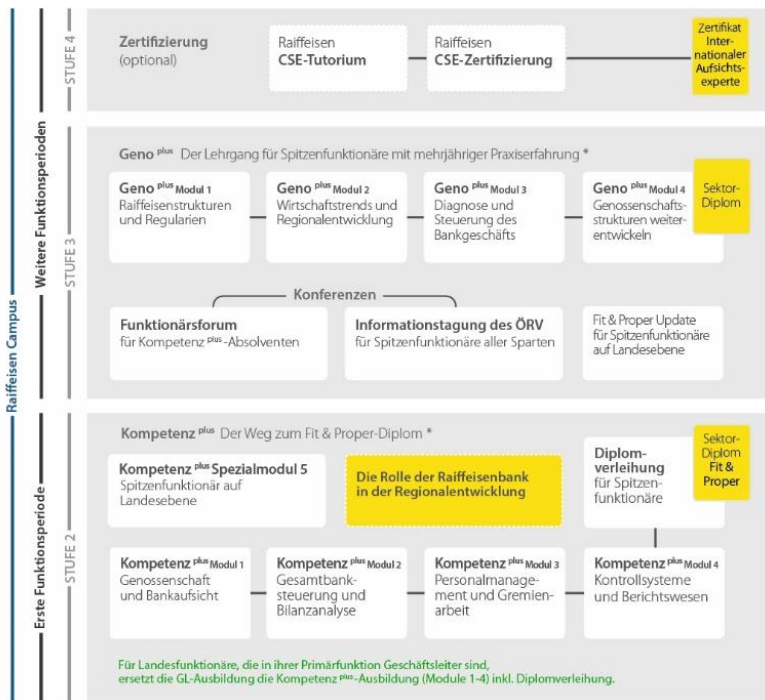 Raiffeisen Campus
Weitere Funktionsperioden
Erste Funktionsperiode
STUFE 4
Zertifizierung
(optional)
Raiffeisen
CSE-Tutorium
Raiffeisen
CSE-Zertifizierung
Zertifikat
Inter-
nationaler
Aufsichts-
experte
STUFE 3
Geno plus Der Lehrgang für Spitzenfunktionäre mit mehrjähriger Praxiserfahrung *
Geno plus Modul 1
Raiffeisenstrukturen
und Regularien
Geno plus Modul 2
Wirtschaftstrends und
Regionalentwicklung
Geno plus Modul 3
Diagnose und
Steuerung des
Bankgeschäfts
Geno plus Modul 4
Genossenschafts-
strukturen weiter-
entwickeln
Sektor-
Diplom
Konferenzen
Funktionärsforum
für Kompetenz plus-Absolventen
Informationstagung des ÖRV
für Spitzenfunktionäre aller Sparten
Fit & Proper Update
für Spitzenfunktionäre
auf Landesebene
STUFE 2
Kompetenz plus Der Weg zum Fit & Proper-Diplom *
Kompetenz plus Spezialmodul 5
Spitzenfunktionär auf
Landesebene
Die Rolle der Raiffeisenbank
in der Regionalentwicklung
Diplom-
verleihung
für Spitzen-
funktionäre
Sektor-
Diplom
Fit &
Proper
Kompetenz plus Modul 1
Genossenschaft
und Bankaufsicht
Kompetenz plus Modul 2
Gesamtbank-
steuerung und
Bilanzanalyse
Kompetenz plus Modul 3
Personalmanage-
ment und Gremien-
arbeit
Kompetenz plus Modul 4
Kontrollsysteme
und Berichtswesen
Für Landesfunktionäre, die in ihrer Primärfunktion Geschäftsleiter sind,
ersetzt die GL-Ausbildung die Kompetenz plus-Ausbildung (Module 1-4) inkl. Diplomverleihung.